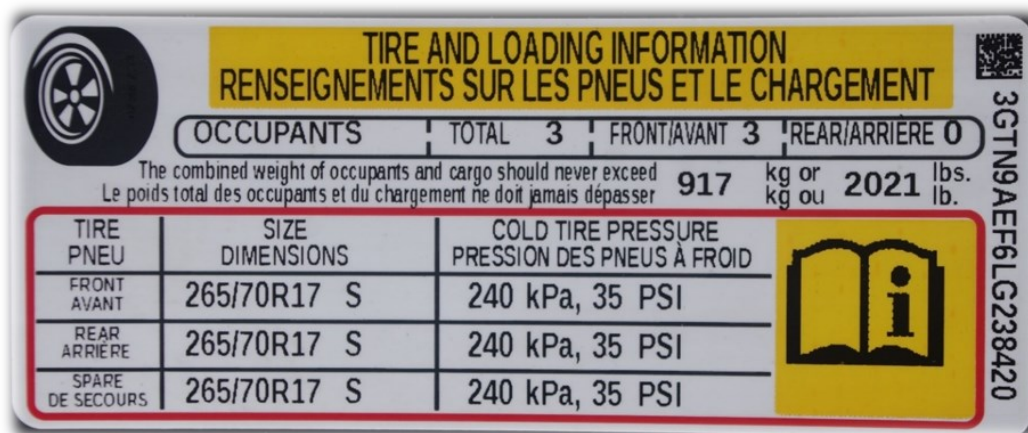 TIRE AND LOADING INFORMATION
RENSEIGNEMENTS SUR LES PNEUS ET LE CHARGEMENT
OCCUPANTS TOTAL 3 FRONT/AVANT 3 REAR/ARRIÈRE 0
The combined weight of occupants and cargo should never exceed 917 kg or 2021 lbs.
Le poids total des occupants et du chargement ne doit jamais dépasser kg ou lb.
TIRE SIZE COLD TIRE PRESSURE
PNEU DIMENSIONS PRESSION DES PNEUS À FROID
FRONT
AVANT 265/70R17 S 240 kPa, 35 PSI
REAR
ARRIÈRE 265/70R17 S 240 kPa, 35 PSI
SPARE
DE SECOURS 265/70R17 S 240 kPa, 35 PSI
i
3GTN9AEF6LG238420